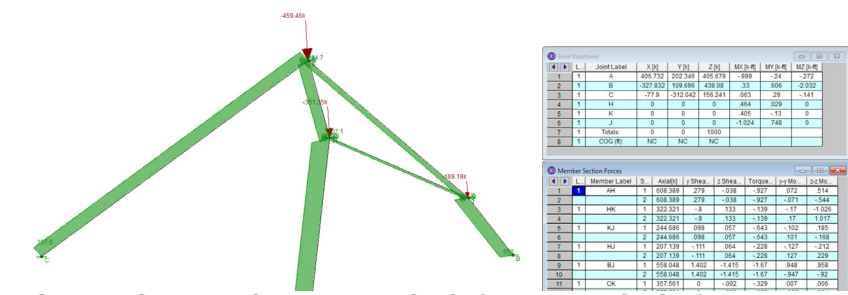 -459.46k
-351.35k
-189.19k
C
B
Joint Reactions
L... Joint Label X [k] Y [k] Z [k] MX [k-ft] MY [k-ft] MZ [k-ft]
1 1 A 405.732 202.346 405.679 -.999 -.24 -.272
2 1 B -327.832 109.696 438.08 .33 .606 -2.032
3 1 C -77.9 -312.042 156.241 .063 .29 -.141
4 1 H 0 0 0 .464 .029 0
5 1 K 0 0 0 .405 -.13 0
6 1 J 0 0 0 -1.024 .748 0
7 1 Totals: 0 0 1000
8 1 COG (ft): NC NC NC
Member Section Forces
L... Member Label S... Axial[k] y Shea... z Shea... Torque... y-y Mo... z-z Mo...
1 1 AH 1 608.389 .279 -.038 -.927 .072 .514
2 2 608.389 .279 -.038 -.927 -.071 -.544
3 1 HK 1 322.321 -.8 .133 -.139 -.17 -1.026
4 2 322.321 -.8 .133 -.139 .17 1.017
5 1 KJ 1 244.686 .098 .057 -.643 -.102 .185
6 2 244.686 .098 .057 -.643 .101 -.168
7 1 HJ 1 207.139 -.111 .064 -.228 -.127 -.212
8 2 207.139 -.111 .064 -.228 .127 .229
9 1 BJ 1 558.048 1.402 -1.415 -1.67 .948 .958
10 2 558.048 1.402 -1.415 -1.67 -.947 -.92
11 1 CK 1 357.561 0 -.002 -.329 .007 .006